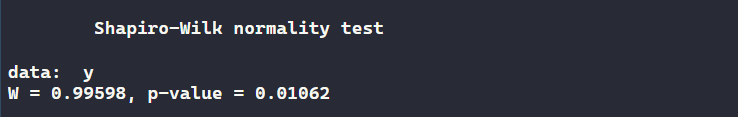 Shapiro-Wilk normality test
data:  y
W = 0.99598, p-value = 0.01062